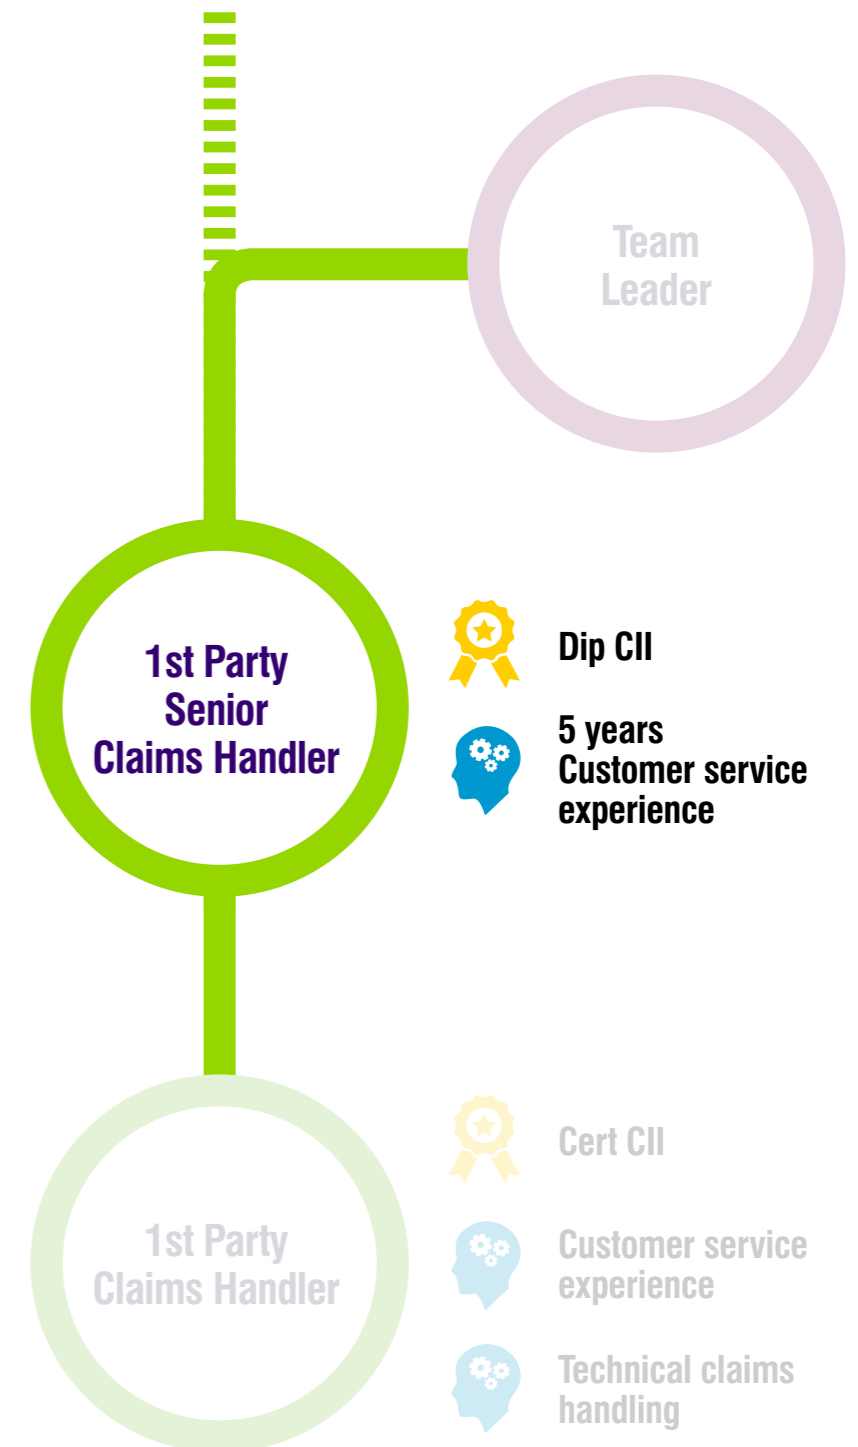 Team
Leader
1st Party
Senior
Claims Handler
Dip CII
5 years
Customer service
experience
1st Party
Claims Handler
Cert CII
Customer service
experience
Technical claims
handling